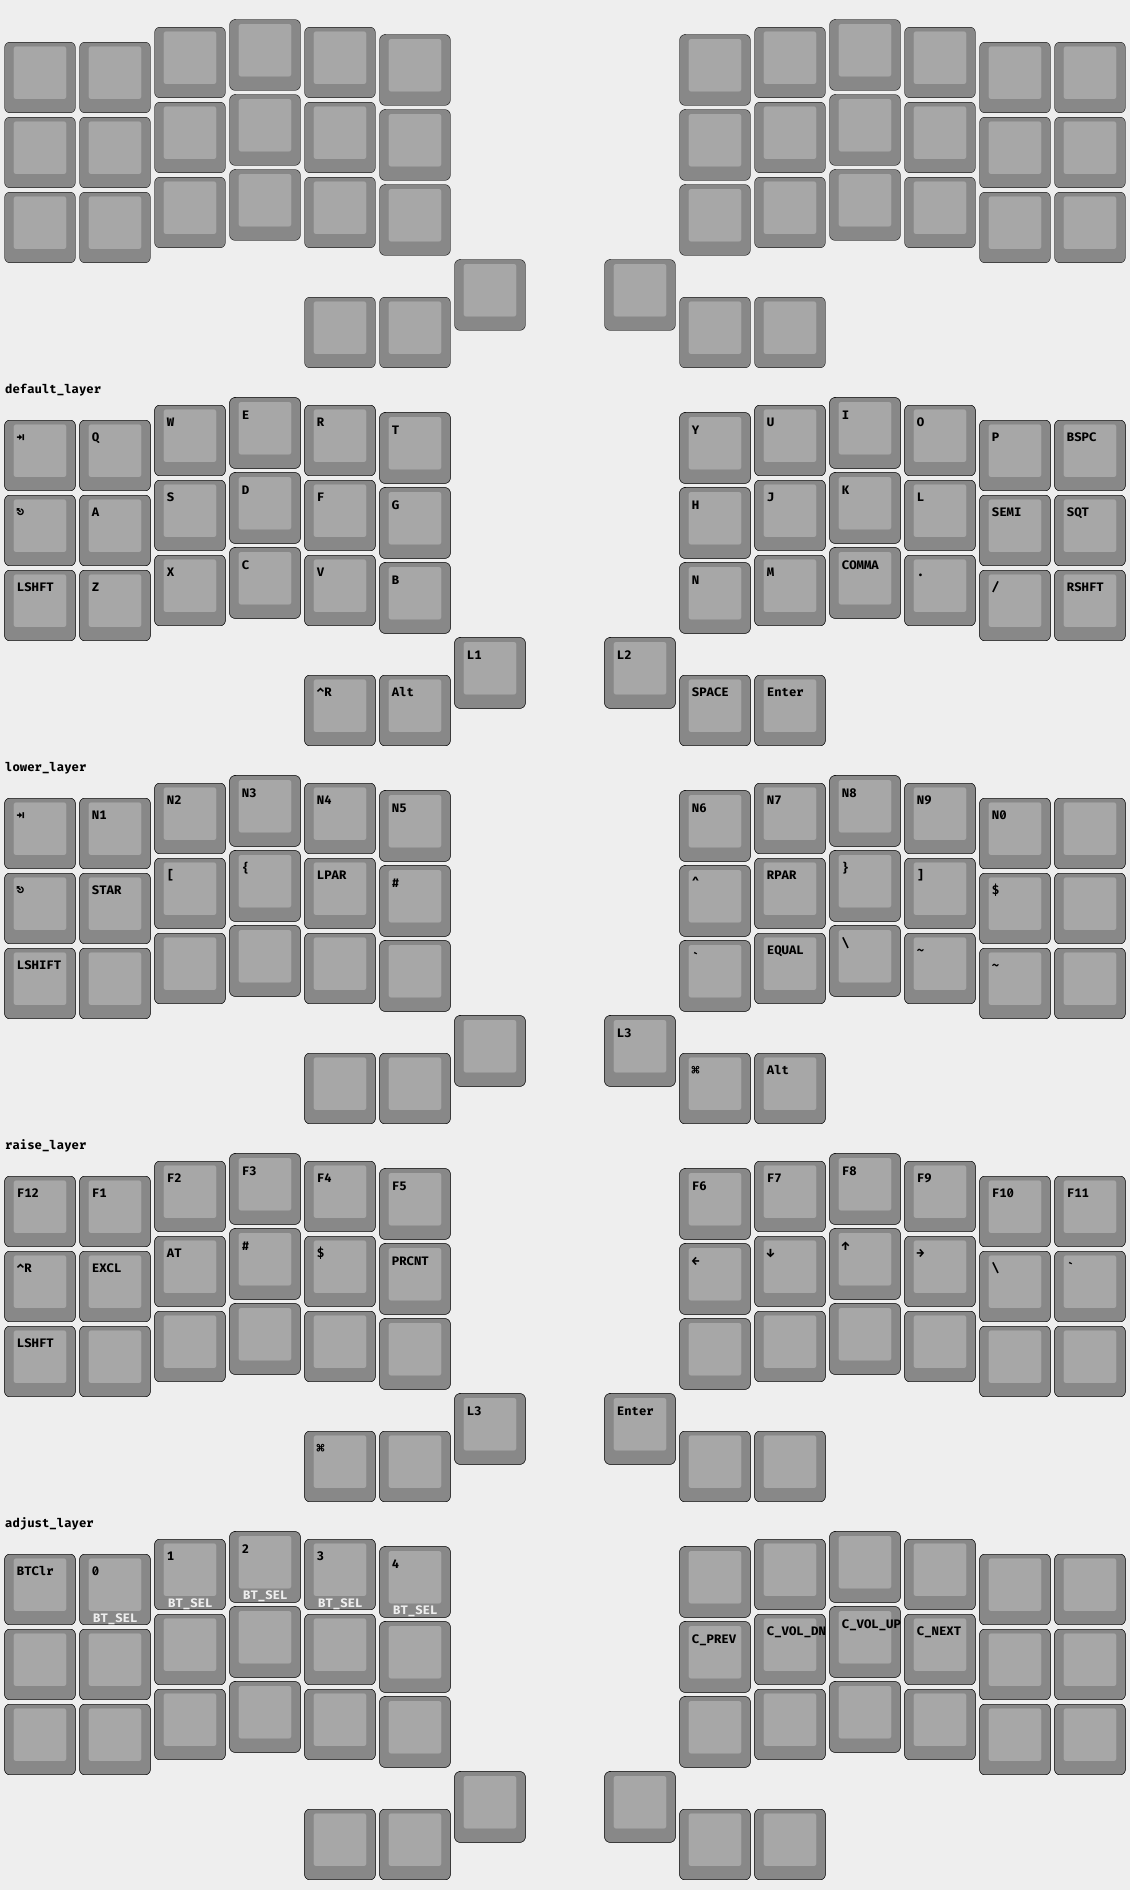 default_layer
⇥ Q W E R T Y U I O P BSPC
⎋ A S D F G H J K L SEMI SQT
LSHFT Z X C V B N M COMMA . / RSHFT
^R Alt L1 L2 SPACE Enter
lower_layer
⇥ N1 N2 N3 N4 N5 N6 N7 N8 N9 N0
⎋ STAR [ { LPAR # ^ RPAR } ] $
LSHIFT ` EQUAL \ ~ ~
L3 ⌘ Alt
raise_layer
F12 F1 F2 F3 F4 F5 F6 F7 F8 F9 F10 F11
^R EXCL AT # $ PRCNT ← ↓ ↑ → \ `
LSHFT
⌘ L3 Enter
adjust_layer
BTClr 0 1 2 3 4
BT_SEL BT_SEL BT_SEL BT_SEL BT_SEL
C_PREV C_VOL_DN C_VOL_UP C_NEXT